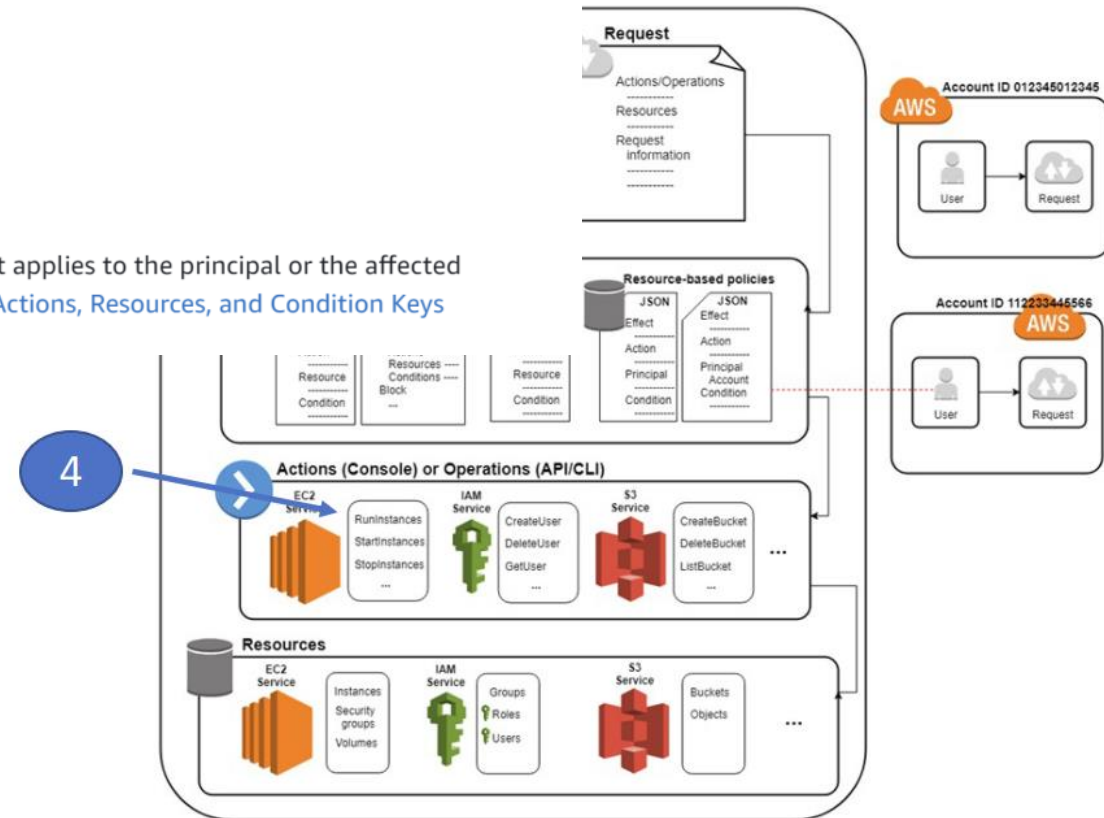 Request
Actions/Operations
Resources
Request
information
AWS
Account ID 012345012345
User
Request
t applies to the principal or the affected
Actions, Resources, and Condition Keys
Resource-based policies
JSON
Effect
Action
Principal
Condition
JSON
Effect
Action
Principal
Account
Condition
Account ID 112233445566
AWS
User
Request
Resource
Condition
Resources ----
Conditions ----
Block
...
Resource
Condition
4
Actions (Console) or Operations (API/CLI)
EC2
Service
RunInstances
StartInstances
StopInstances
...
IAM
Service
CreateUser
DeleteUser
GetUser
...
S3
Service
CreateBucket
DeleteBucket
ListBucket
...
...
Resources
EC2
Service
Instances
Security
groups
Volumes
IAM
Service
Groups
Roles
Users
S3
Service
Buckets
Objects
...